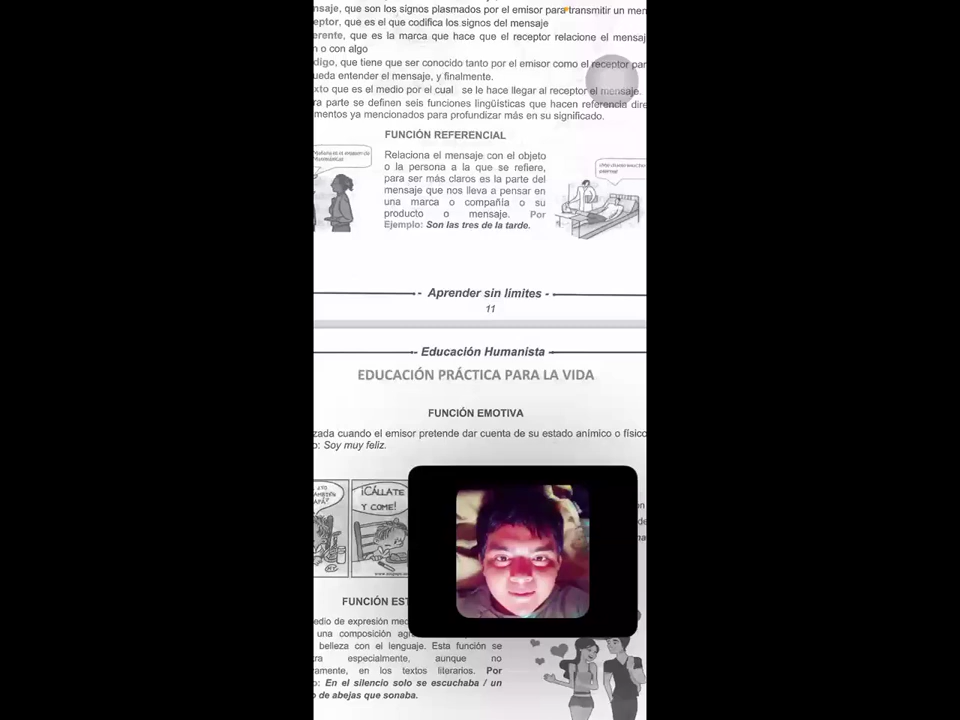 nsaje, que son los signos plasmados por el emisor para transmitir un men
eptor, que es el que codifica los signos del mensaje
erente, que es la marca que hace que el receptor relacione el mensaj
n o con algo
digo, que tiene que ser conocido tanto por el emisor como el receptor par
ueda entender el mensaje, y finalmente.
xto que es el medio por el cual se le hace llegar al receptor el mensaje.
ra parte se definen seis funciones lingüísticas que hacen referencia dire
mentos ya mencionados para profundizar más en su significado.
FUNCIÓN REFERENCIAL
Relaciona el mensaje con el objeto
o la persona a la que se refiere,
para ser más claros es la parte del
mensaje que nos lleva a pensar en
una marca o compañía o su
producto o mensaje. Por
Ejemplo: Son las tres de la tarde.
- Aprender sin límites -
11
- Educación Humanista -
EDUCACIÓN PRÁCTICA PARA LA VIDA
FUNCIÓN EMOTIVA
zada cuando el emisor pretende dar cuenta de su estado anímico o físico
o: Soy muy feliz.
¡CÁLLATE
Y COME!
FUNCIÓN EST
edio de expresión mec
una composición agr
belleza con el lenguaje. Esta función se
ra especialmente, aunque no
ramente, en los textos literarios. Por
o: En el silencio solo se escuchaba / un
o de abejas que sonaba.